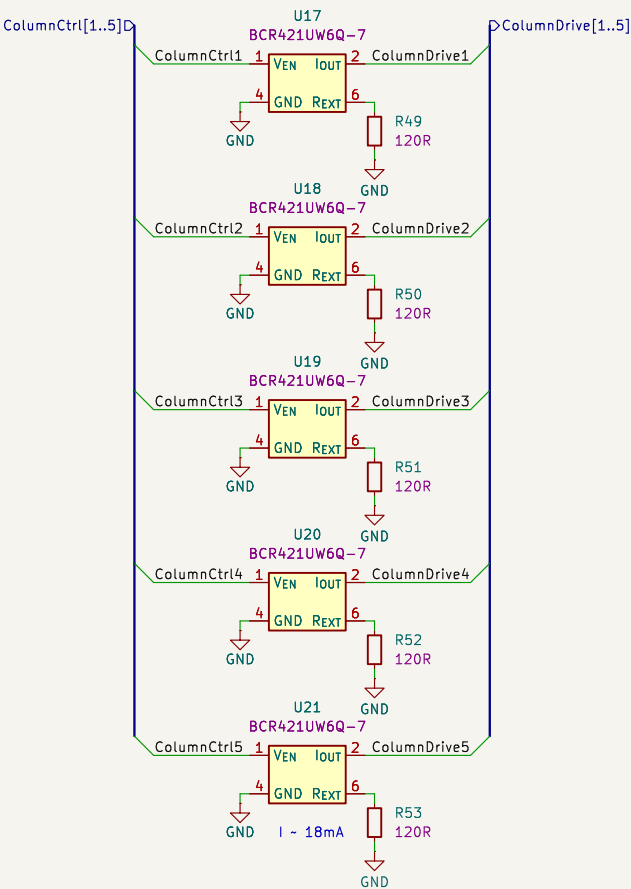 U17
ColumnCtrl[1..5]
ColumnDrive[1..5]
BCR421UW6Q-7
ColumnCtrl1 1 VEN IOUT 2 ColumnDrive1
4 GND REXT 6
GND
R49
120R
GND
U18
BCR421UW6Q-7
ColumnCtrl2 1 VEN IOUT 2 ColumnDrive2
4 GND REXT 6
GND
R50
120R
GND
U19
BCR421UW6Q-7
ColumnCtrl3 1 VEN IOUT 2 ColumnDrive3
4 GND REXT 6
GND
R51
120R
GND
U20
BCR421UW6Q-7
ColumnCtrl4 1 VEN IOUT 2 ColumnDrive4
4 GND REXT 6
GND
R52
120R
GND
U21
BCR421UW6Q-7
ColumnCtrl5 1 VEN IOUT 2 ColumnDrive5
4 GND REXT 6
GND
I ~ 18mA
R53
120R
GND